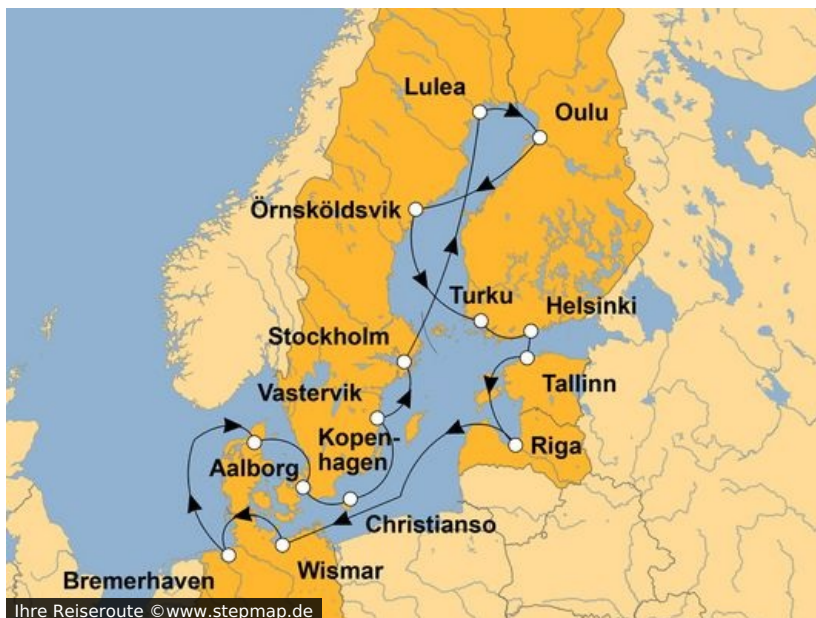 Lulea
Oulu
Örnsköldsvik
Turku
Helsinki
Stockholm
Tallinn
Vastervik
Kopen-
hagen
Riga
Aalborg
Christianso
Wismar
Bremerhaven
Ihre Reiseroute ©www.stepmap.de